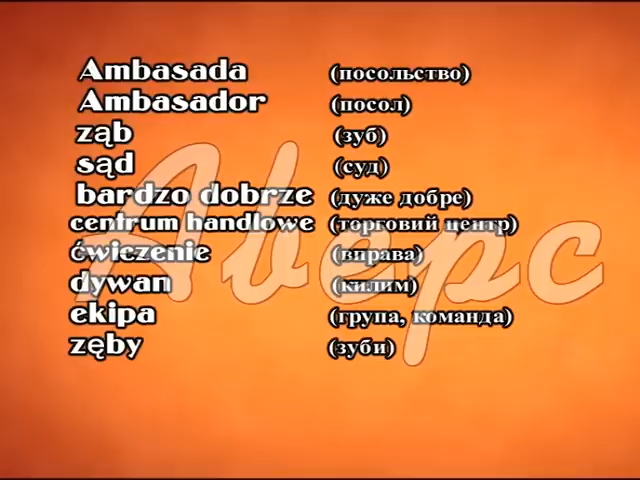 Ambasada (посольство)
Ambasador (посол)
ząb (зуб)
sąd (суд)
bardzo dobrze (дуже добре)
centrum handlowe (торговий центр)
ćwiczenie (вправа)
dywan (килим)
ekipa (група, команда)
zęby (зуби)
Аверс